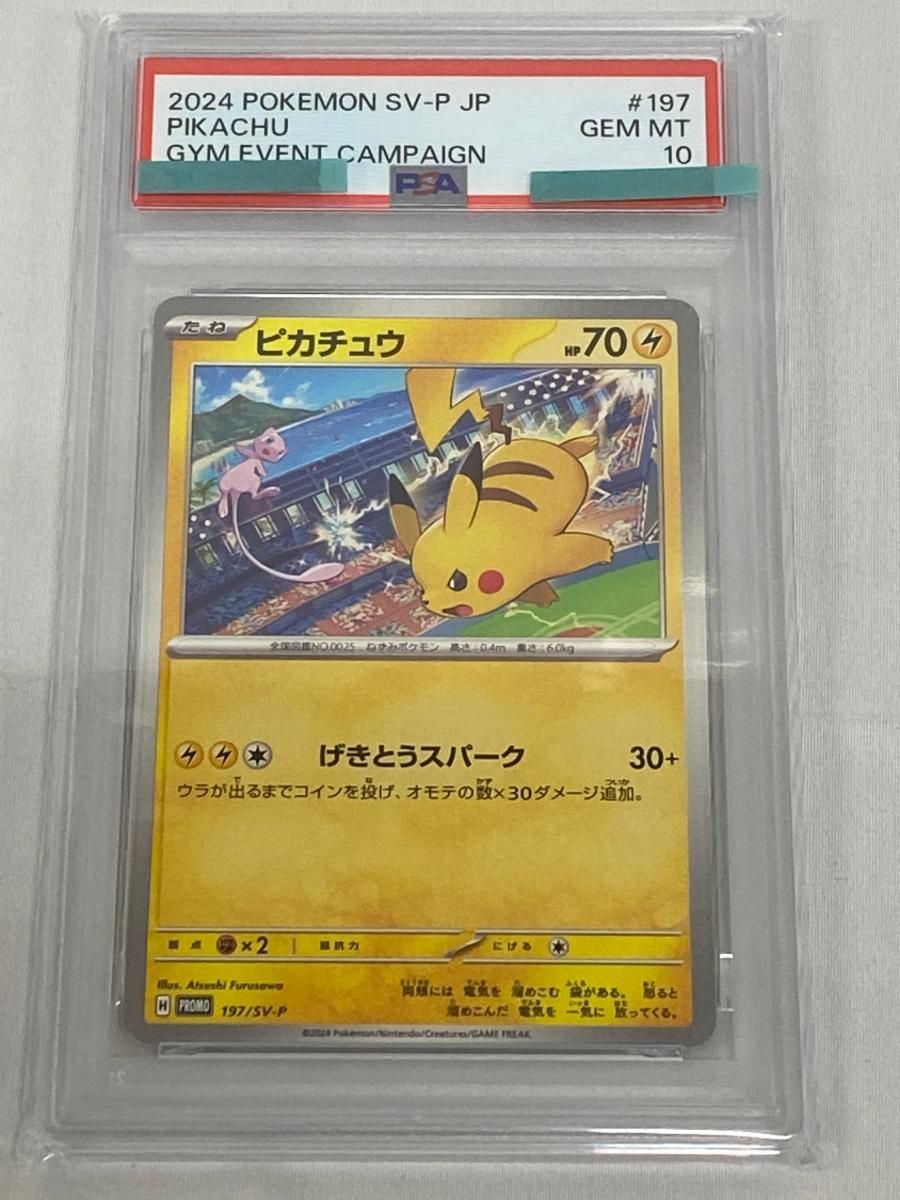 2024 POKEMON SV-P JP #197
PIKACHU GEM MT
GYM EVENT CAMPAIGN 10
PSA
たね ピカチュウ HP70
全国図鑑NO.0025 ねずみポケモン 高さ:0.4m 重さ:6.0kg
げきとうスパーク 30+
ウラが出るまでコインを投げ、オモテの数×30ダメージ追加。
弱点 ×2 抵抗力 にげる
Illus. Atsushi Furusawa
両頬には 電気を 溜めこむ 袋がある。 怒ると
溜めこんだ 電気を 一気に 放ってくる。
H PROMO 197/SV-P
©2024 Pokémon/Nintendo/Creatures/GAME FREAK